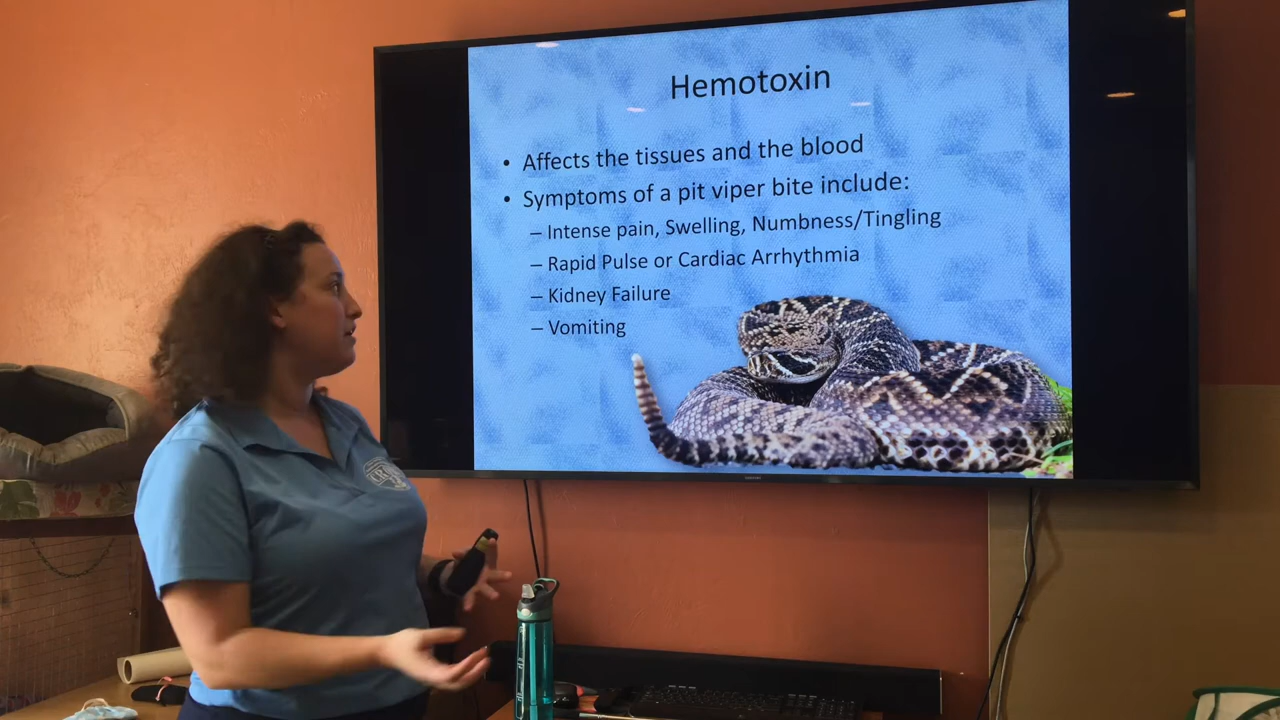 Hemotoxin
• Affects the tissues and the blood
• Symptoms of a pit viper bite include:
– Intense pain, Swelling, Numbness/Tingling
– Rapid Pulse or Cardiac Arrhythmia
– Kidney Failure
– Vomiting